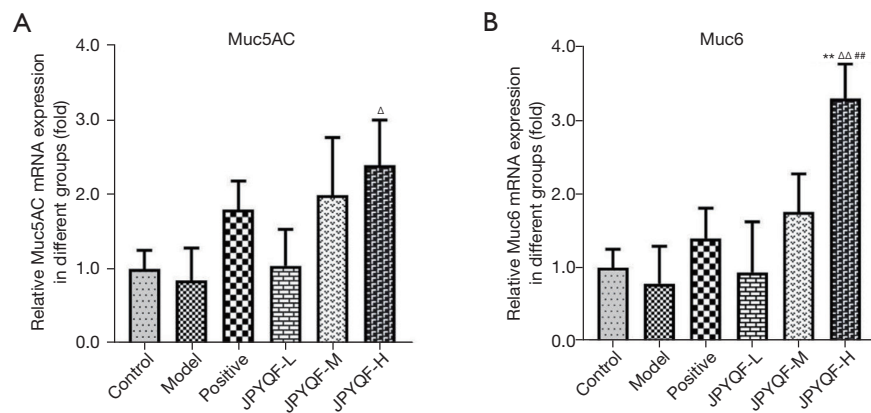 A
Muc5AC
Relative Muc5AC mRNA expression
in different groups (fold)
4.0
3.0
2.0
1.0
0.0
Δ
Control
Model
Positive
JPYQF-L
JPYQF-M
JPYQF-H
B
Muc6
Relative Muc6 mRNA expression
in different groups (fold)
4.0
3.0
2.0
1.0
0.0
** ΔΔ ##
Control
Model
Positive
JPYQF-L
JPYQF-M
JPYQF-H